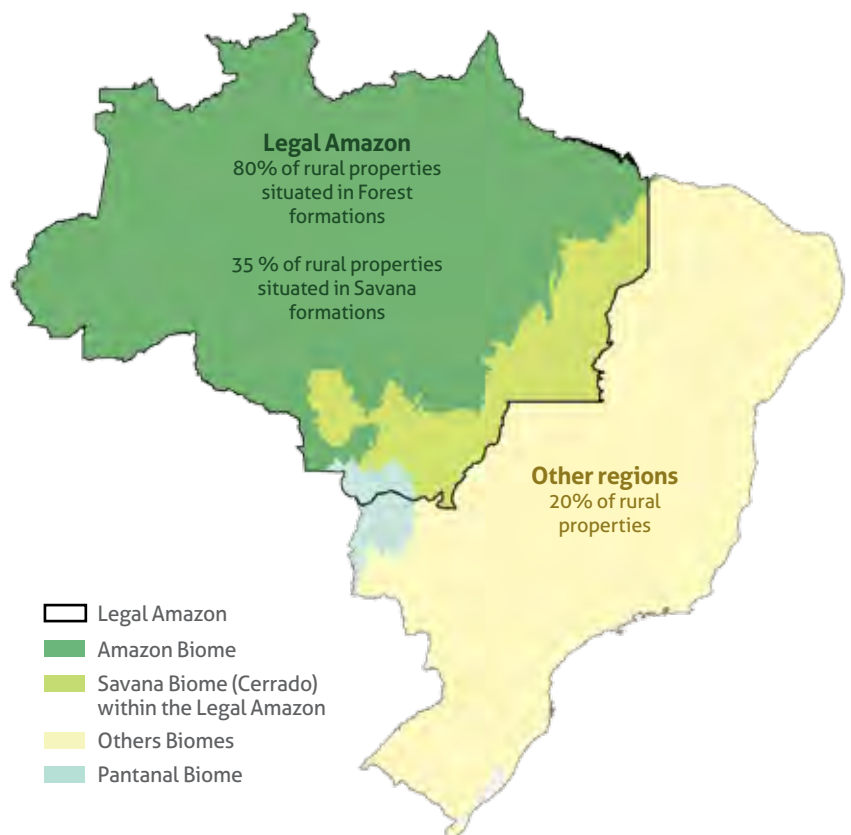 Legal Amazon
80% of rural properties
situated in Forest
formations
35 % of rural properties
situated in Savana
formations
Other regions
20% of rural
properties
Legal Amazon
Amazon Biome
Savana Biome (Cerrado)
within the Legal Amazon
Others Biomes
Pantanal Biome